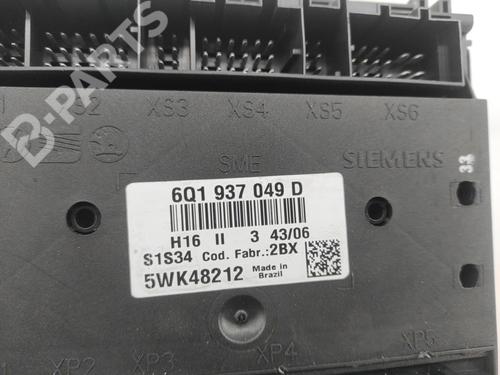 B-PARTS
S2 XS3 XS4 XS5 XS6
SME SIEMENS
33
6Q1 937 049 D
H16 II 3 43/06
S1S34 Cod. Fabr.:2BX
5WK48212 Made in
Brazil
XP2 XP3 XP4 XP5